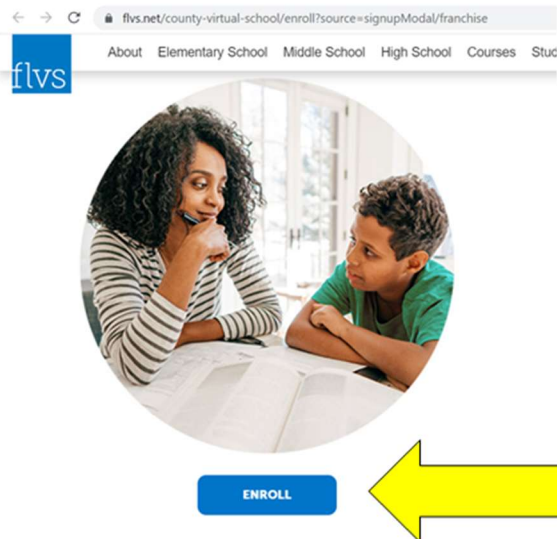 flvs.net/county-virtual-school/enroll?source=signupModal/franchise
flvs
About Elementary School Middle School High School Courses Stud
ENROLL